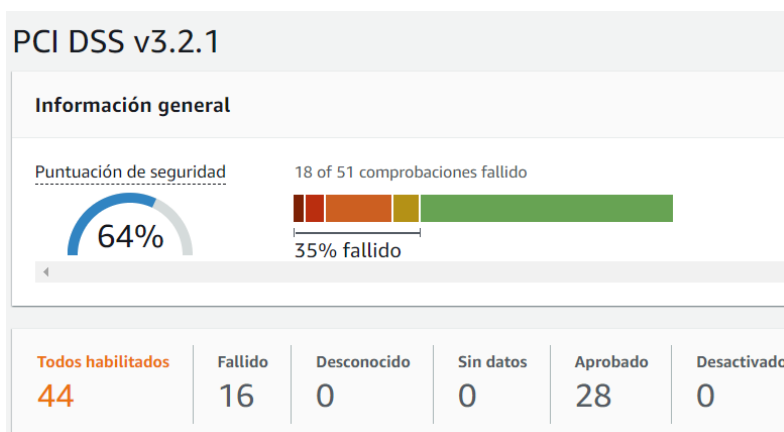 PCI DSS v3.2.1
Información general
Puntuación de seguridad
18 of 51 comprobaciones fallido
64%
35% fallido
Todos habilitados Fallido Desconocido Sin datos Aprobado Desactivado
44 16 0 0 28 0